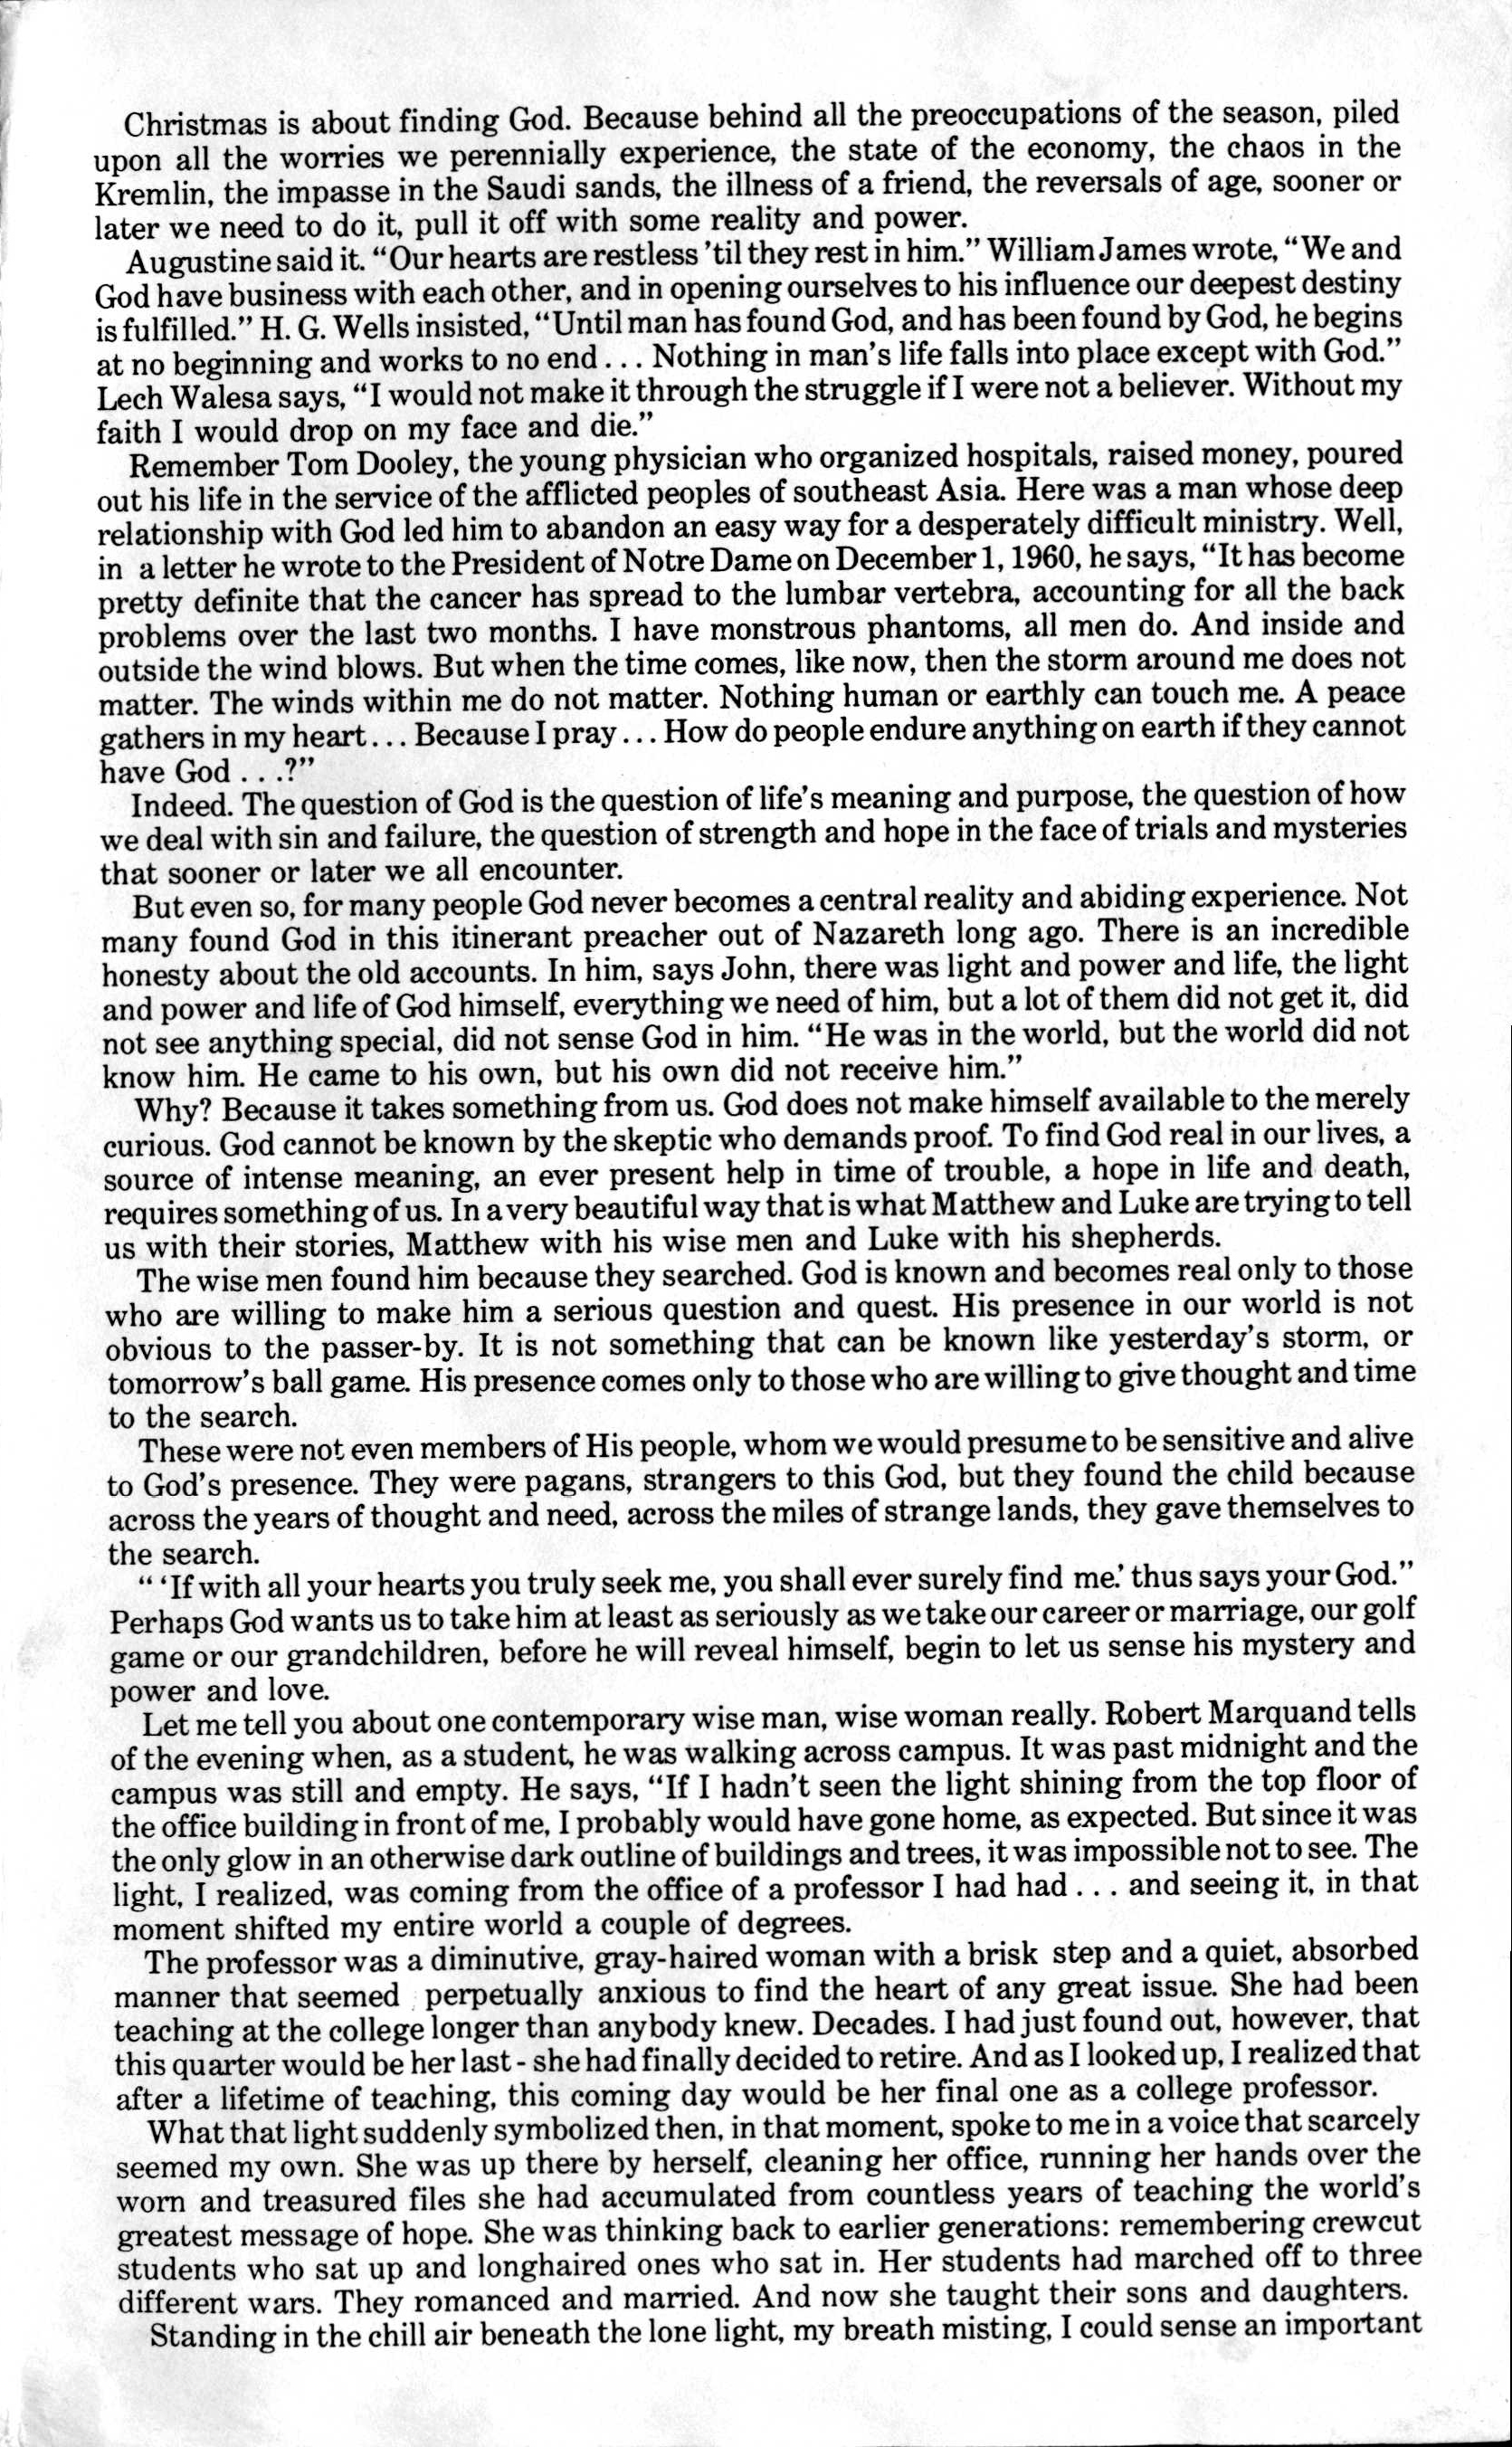 Christmas is about finding God. Because behind all the preoccupations of the season, piled
upon all the worries we perennially experience, the state of the economy, the chaos in the
Kremlin, the impasse in the Saudi sands, the illness of a friend, the reversals of age, sooner or
later we need to do it, pull it off with some reality and power.
Augustine said it. “Our hearts are restless ’til they rest in him.” William James wrote, “We and
God have business with each other, and in opening ourselves to his influence our deepest destiny
is fulfilled.” H. G. Wells insisted, “Until man has found God, and has been found by God, he begins
at no beginning and works to no end . . . Nothing in man’s life falls into place except with God.”
Lech Walesa says, “I would not make it through the struggle if I were not a believer. Without my
faith I would drop on my face and die.”
Remember Tom Dooley, the young physician who organized hospitals, raised money, poured
out his life in the service of the afflicted peoples of southeast Asia. Here was a man whose deep
relationship with God led him to abandon an easy way for a desperately difficult ministry. Well,
in a letter he wrote to the President of Notre Dame on December 1, 1960, he says, “It has become
pretty definite that the cancer has spread to the lumbar vertebra, accounting for all the back
problems over the last two months. I have monstrous phantoms, all men do. And inside and
outside the wind blows. But when the time comes, like now, then the storm around me does not
matter. The winds within me do not matter. Nothing human or earthly can touch me. A peace
gathers in my heart . . . Because I pray . . . How do people endure anything on earth if they cannot
have God . . .?”
Indeed. The question of God is the question of life’s meaning and purpose, the question of how
we deal with sin and failure, the question of strength and hope in the face of trials and mysteries
that sooner or later we all encounter.
But even so, for many people God never becomes a central reality and abiding experience. Not
many found God in this itinerant preacher out of Nazareth long ago. There is an incredible
honesty about the old accounts. In him, says John, there was light and power and life, the light
and power and life of God himself, everything we need of him, but a lot of them did not get it, did
not see anything special, did not sense God in him. “He was in the world, but the world did not
know him. He came to his own, but his own did not receive him.”
Why? Because it takes something from us. God does not make himself available to the merely
curious. God cannot be known by the skeptic who demands proof. To find God real in our lives, a
source of intense meaning, an ever present help in time of trouble, a hope in life and death,
requires something of us. In a very beautiful way that is what Matthew and Luke are trying to tell
us with their stories, Matthew with his wise men and Luke with his shepherds.
The wise men found him because they searched. God is known and becomes real only to those
who are willing to make him a serious question and quest. His presence in our world is not
obvious to the passer-by. It is not something that can be known like yesterday’s storm, or
tomorrow’s ball game. His presence comes only to those who are willing to give thought and time
to the search.
These were not even members of His people, whom we would presume to be sensitive and alive
to God’s presence. They were pagans, strangers to this God, but they found the child because
across the years of thought and need, across the miles of strange lands, they gave themselves to
the search.
“ ‘If with all your hearts you truly seek me, you shall ever surely find me.’ thus says your God.”
Perhaps God wants us to take him at least as seriously as we take our career or marriage, our golf
game or our grandchildren, before he will reveal himself, begin to let us sense his mystery and
power and love.
Let me tell you about one contemporary wise man, wise woman really. Robert Marquand tells
of the evening when, as a student, he was walking across campus. It was past midnight and the
campus was still and empty. He says, “If I hadn’t seen the light shining from the top floor of
the office building in front of me, I probably would have gone home, as expected. But since it was
the only glow in an otherwise dark outline of buildings and trees, it was impossible not to see. The
light, I realized, was coming from the office of a professor I had had . . . and seeing it, in that
moment shifted my entire world a couple of degrees.
The professor was a diminutive, gray-haired woman with a brisk step and a quiet, absorbed
manner that seemed perpetually anxious to find the heart of any great issue. She had been
teaching at the college longer than anybody knew. Decades. I had just found out, however, that
this quarter would be her last - she had finally decided to retire. And as I looked up, I realized that
after a lifetime of teaching, this coming day would be her final one as a college professor.
What that light suddenly symbolized then, in that moment, spoke to me in a voice that scarcely
seemed my own. She was up there by herself, cleaning her office, running her hands over the
worn and treasured files she had accumulated from countless years of teaching the world’s
greatest message of hope. She was thinking back to earlier generations: remembering crewcut
students who sat up and longhaired ones who sat in. Her students had marched off to three
different wars. They romanced and married. And now she taught their sons and daughters.
Standing in the chill air beneath the lone light, my breath misting, I could sense an important